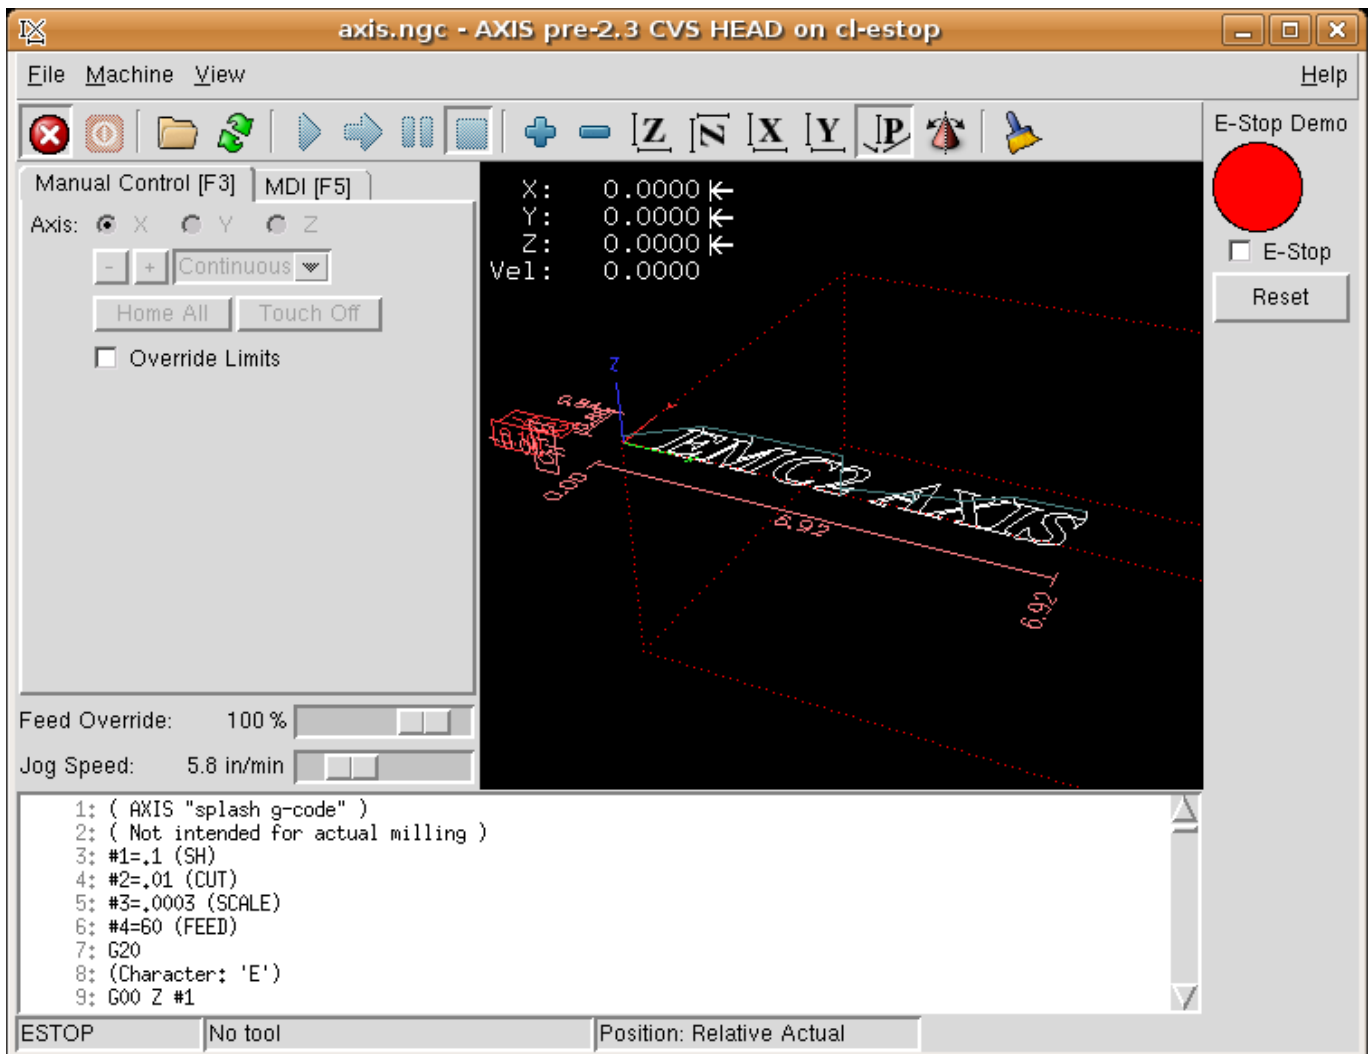 axis.ngc - AXIS pre-2.3 CVS HEAD on cl-estop
File Machine View Help
Z N X Y P
E-Stop Demo
E-Stop
Reset
Manual Control [F3] MDI [F5]
Axis: X Y Z
- + Continuous
Home All Touch Off
Override Limits
X: 0.0000
Y: 0.0000
Z: 0.0000
Vel: 0.0000
Z
0.00
EMC2 AXIS
6.92
6.92
Feed Override: 100 %
Jog Speed: 5.8 in/min
1: ( AXIS "splash g-code" )
2: ( Not intended for actual milling )
3: #1=.1 (SH)
4: #2=.01 (CUT)
5: #3=.0003 (SCALE)
6: #4=60 (FEED)
7: G20
8: (Character: 'E')
9: G00 Z #1
ESTOP No tool Position: Relative Actual